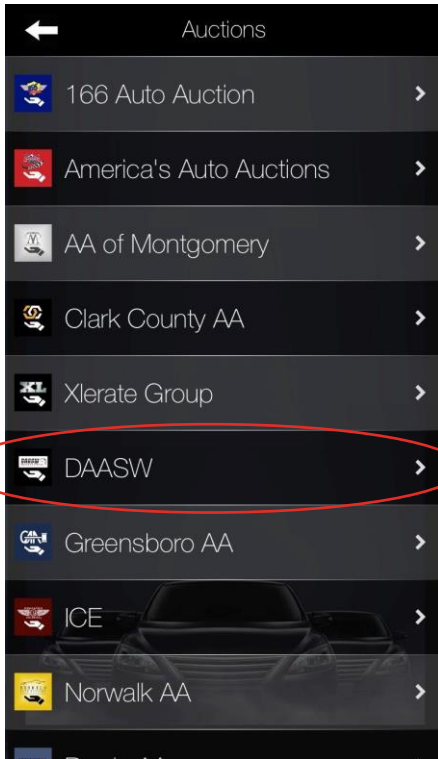 Auctions
166 Auto Auction
America's Auto Auctions
AA of Montgomery
Clark County AA
XL
Xlerate Group
DAASW
Greensboro AA
ICE
Norwalk AA